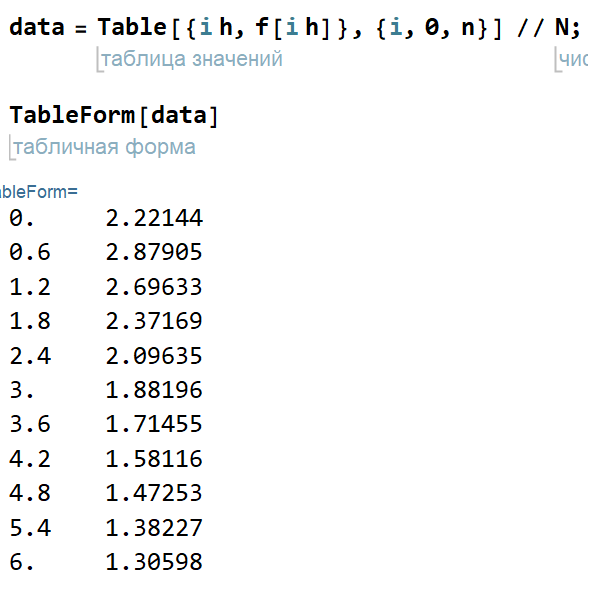 data = Table[{i h, f[i h]}, {i, 0, n}] // N;
таблица значений чис
TableForm[data]
табличная форма
ableForm=
0. 2.22144
0.6 2.87905
1.2 2.69633
1.8 2.37169
2.4 2.09635
3. 1.88196
3.6 1.71455
4.2 1.58116
4.8 1.47253
5.4 1.38227
6. 1.30598